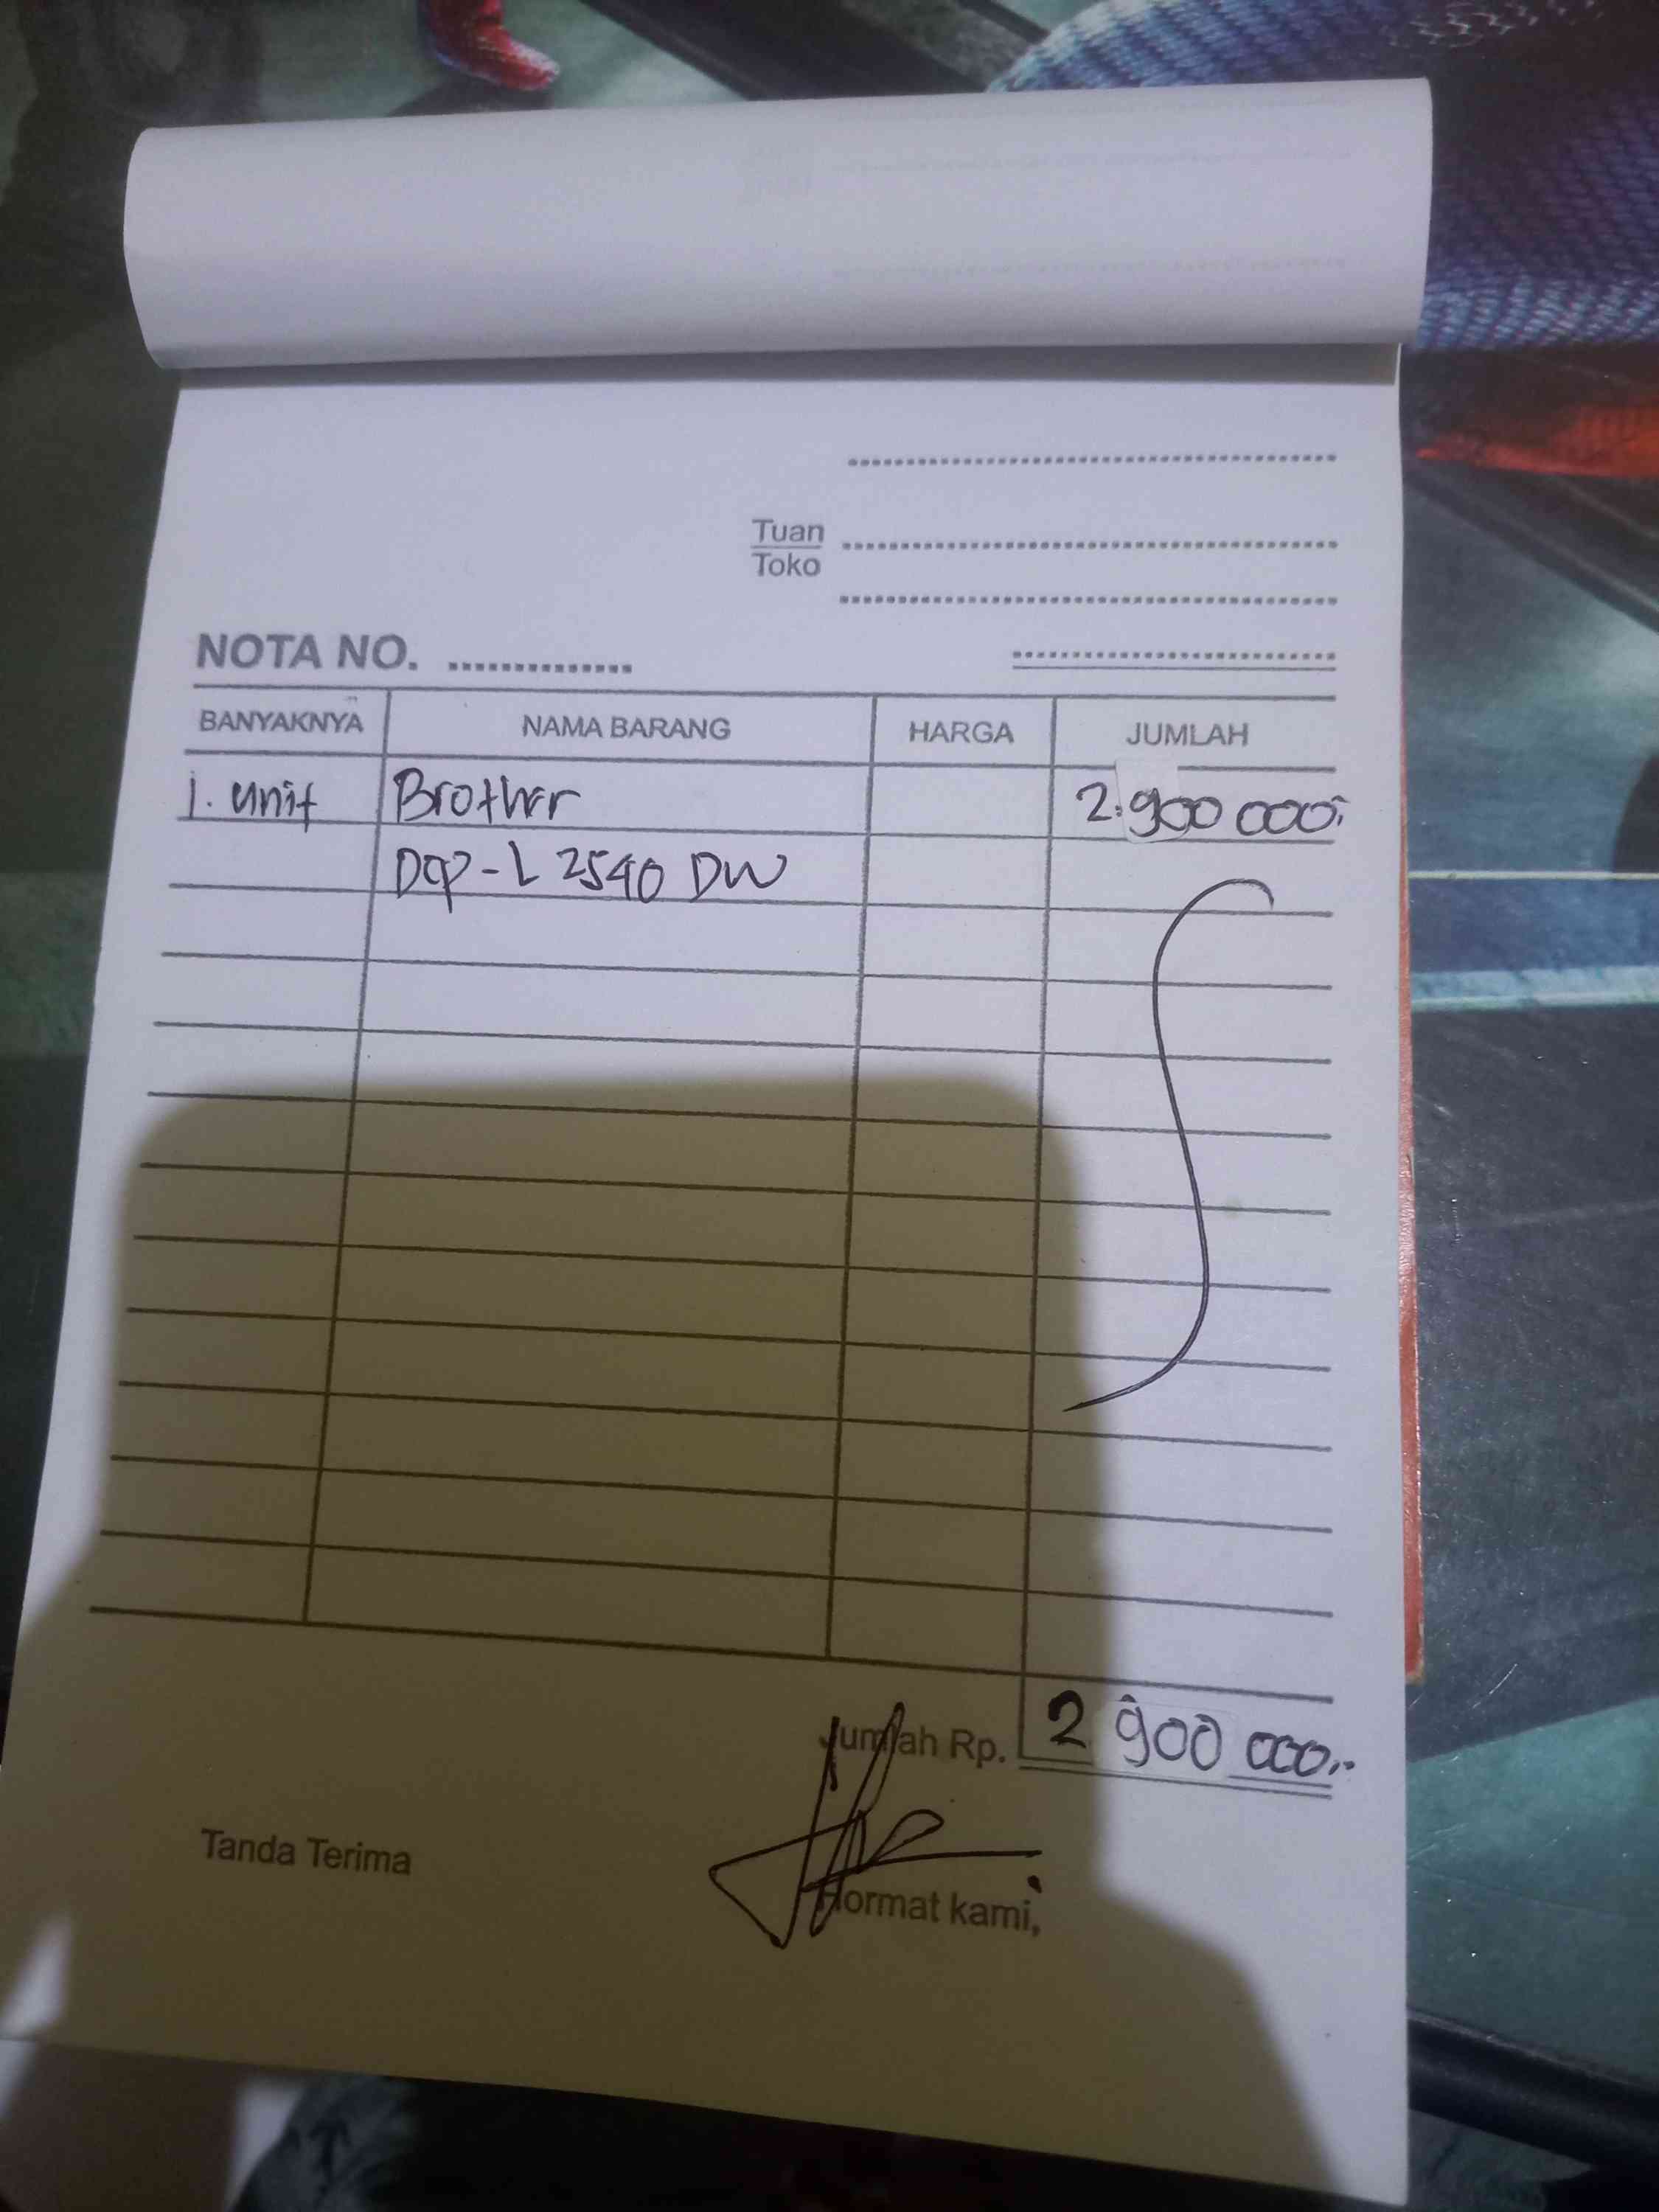 Tuan
Toko
NOTA NO.
BANYAKNYA NAMA BARANG HARGA JUMLAH
1. unit Brother 2.900 000,-
DCP-L 2540 DW
Jumlah Rp. 2 900 000,-
Tanda Terima
Hormat kami,